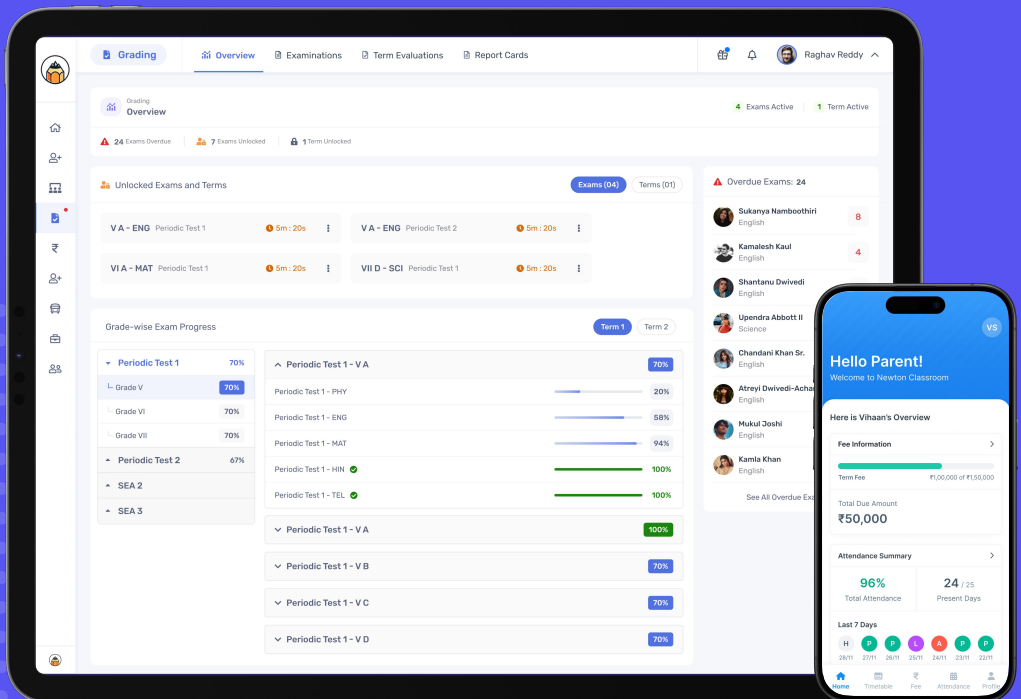 Grading
Overview
Examinations
Term Evaluations
Report Cards
Raghav Reddy
Grading
Overview
4 Exams Active
1 Term Active
24 Exams Overdue
7 Exams Unlocked
1 Term Unlocked
Unlocked Exams and Terms
Exams (04)
Terms (01)
V A - ENG Periodic Test 1 5m : 20s
V A - ENG Periodic Test 2 5m : 20s
VI A - MAT Periodic Test 1 5m : 20s
VII D - SCI Periodic Test 1 5m : 20s
Grade-wise Exam Progress
Term 1
Term 2
Periodic Test 1 70%
Grade V 70%
Grade VI 70%
Grade VII 70%
Periodic Test 2 67%
SEA 2
SEA 3
Periodic Test 1 - V A 70%
Periodic Test 1 - PHY 20%
Periodic Test 1 - ENG 58%
Periodic Test 1 - MAT 94%
Periodic Test 1 - HIN 100%
Periodic Test 1 - TEL 100%
Periodic Test 1 - V A 100%
Periodic Test 1 - V B 70%
Periodic Test 1 - V C 70%
Periodic Test 1 - V D 70%
Overdue Exams: 24
Sukanya Namboothiri 8
English
Kamalesh Kaul 4
English
Shantanu Dwivedi
English
Upendra Abbott II
Science
Chandani Khan Sr.
English
Atreyi Dwivedi-Achar
English
Mukul Joshi
English
Kamla Khan
English
See All Overdue Exa
VS
Hello Parent!
Welcome to Newton Classroom
Here is Vihaan's Overview
Fee Information
Term Fee ₹1,00,000 of ₹1,50,000
Total Due Amount
₹50,000
Attendance Summary
96%
Total Attendance
24 / 25
Present Days
Last 7 Days
H P P L A P P
28/11 27/11 26/11 25/11 24/11 23/11 22/11
Home Timetable Fee Attendance Profile